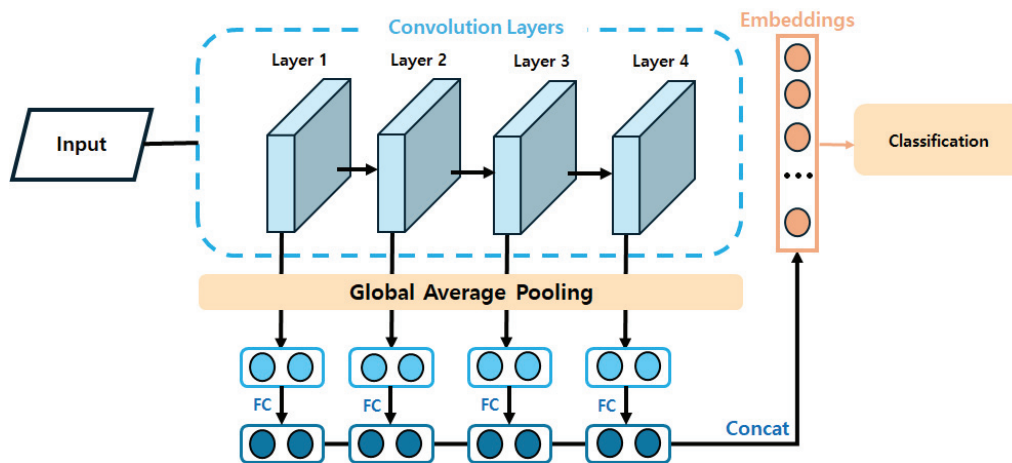 Embeddings
Convolution Layers
Layer 1
Layer 2
Layer 3
Layer 4
Input
Classification
Global Average Pooling
FC
FC
FC
FC
Concat